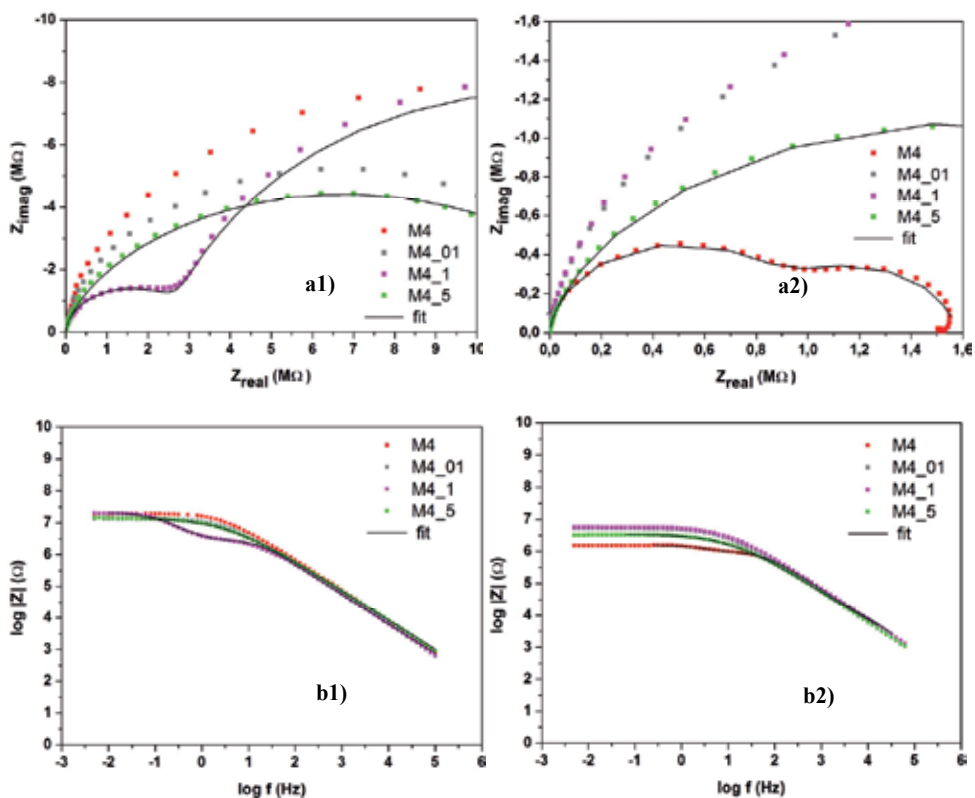 -10
-8
-6
-4
-2
0
Z_imag (MΩ)
0 1 2 3 4 5 6 7 8 9 10
Z_real (MΩ)
M4
M4_01
M4_1
M4_5
fit
a1)
-1,6
-1,4
-1,2
-1,0
-0,8
-0,6
-0,4
-0,2
0,0
Z_imag (MΩ)
0,0 0,2 0,4 0,6 0,8 1,0 1,2 1,4 1,6
Z_real (MΩ)
M4
M4_01
M4_1
M4_5
fit
a2)
10
9
8
7
6
5
4
3
2
1
0
log |Z| (Ω)
-3 -2 -1 0 1 2 3 4 5 6
log f (Hz)
M4
M4_01
M4_1
M4_5
fit
b1)
10
9
8
7
6
5
4
3
2
1
0
log |Z| (Ω)
-3 -2 -1 0 1 2 3 4 5 6
log f (Hz)
M4
M4_01
M4_1
M4_5
fit
b2)